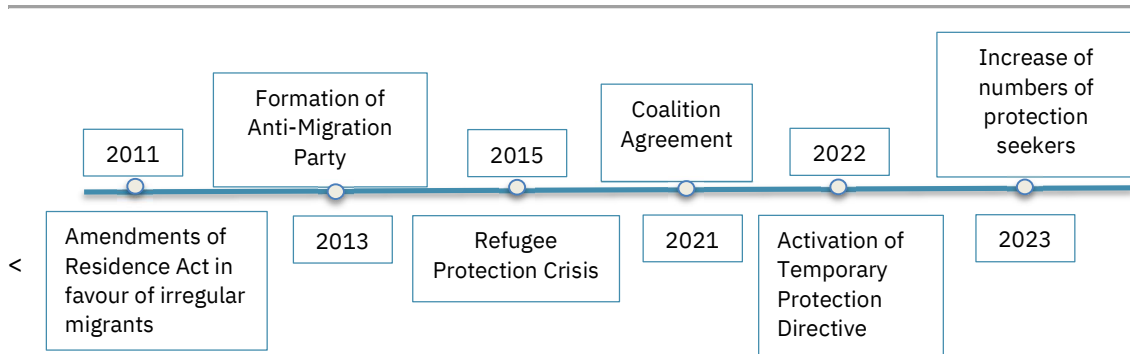 2011
Amendments of
Residence Act in
favour of irregular
migrants
Formation of
Anti-Migration
Party
2013
2015
Refugee
Protection Crisis
Coalition
Agreement
2021
2022
Activation of
Temporary
Protection
Directive
Increase of
numbers of
protection
seekers
2023
<